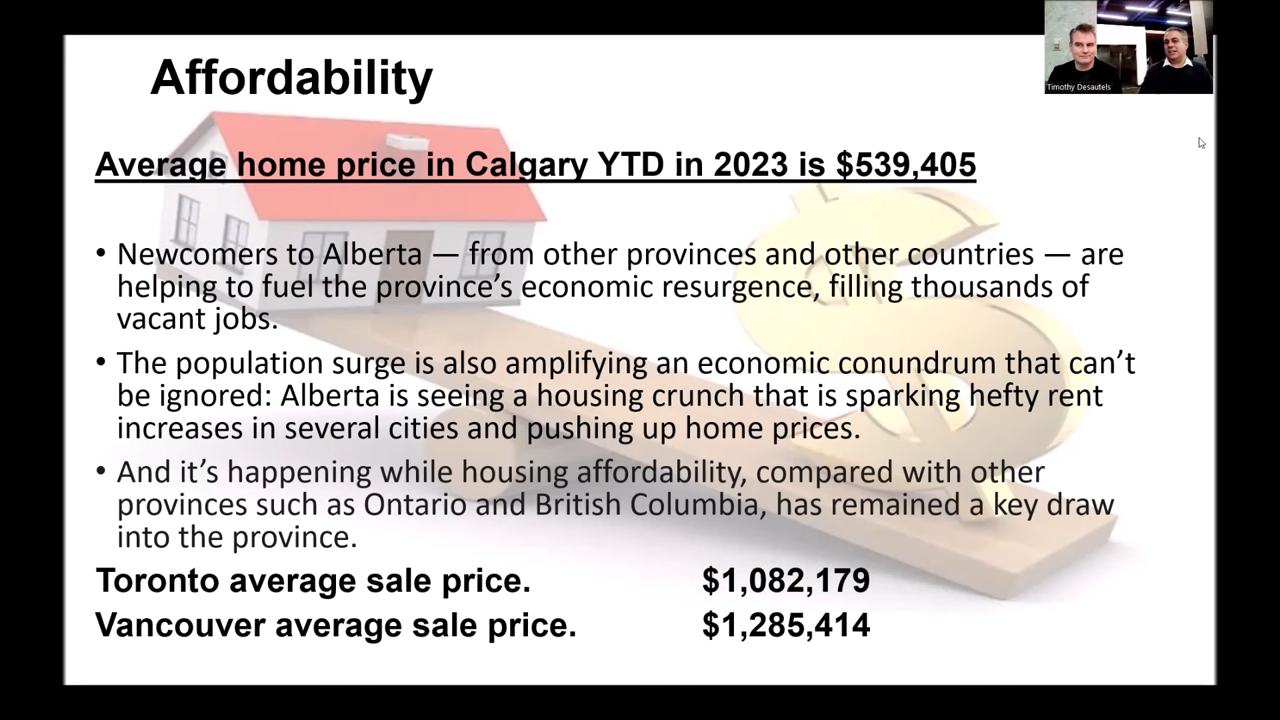 Affordability
Timothy Desautels
Average home price in Calgary YTD in 2023 is $539,405
• Newcomers to Alberta — from other provinces and other countries — are
helping to fuel the province’s economic resurgence, filling thousands of
vacant jobs.
• The population surge is also amplifying an economic conundrum that can’t
be ignored: Alberta is seeing a housing crunch that is sparking hefty rent
increases in several cities and pushing up home prices.
• And it’s happening while housing affordability, compared with other
provinces such as Ontario and British Columbia, has remained a key draw
into the province.
Toronto average sale price. $1,082,179
Vancouver average sale price. $1,285,414